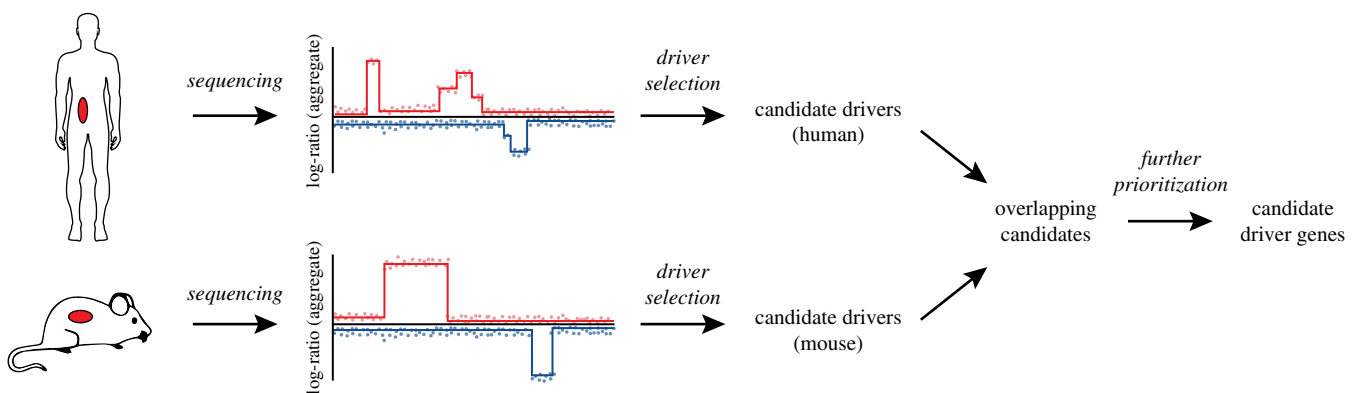 sequencing
log-ratio (aggregate)
driver
selection
candidate drivers
(human)
sequencing
log-ratio (aggregate)
driver
selection
candidate drivers
(mouse)
overlapping
candidates
further
prioritization
candidate
driver genes